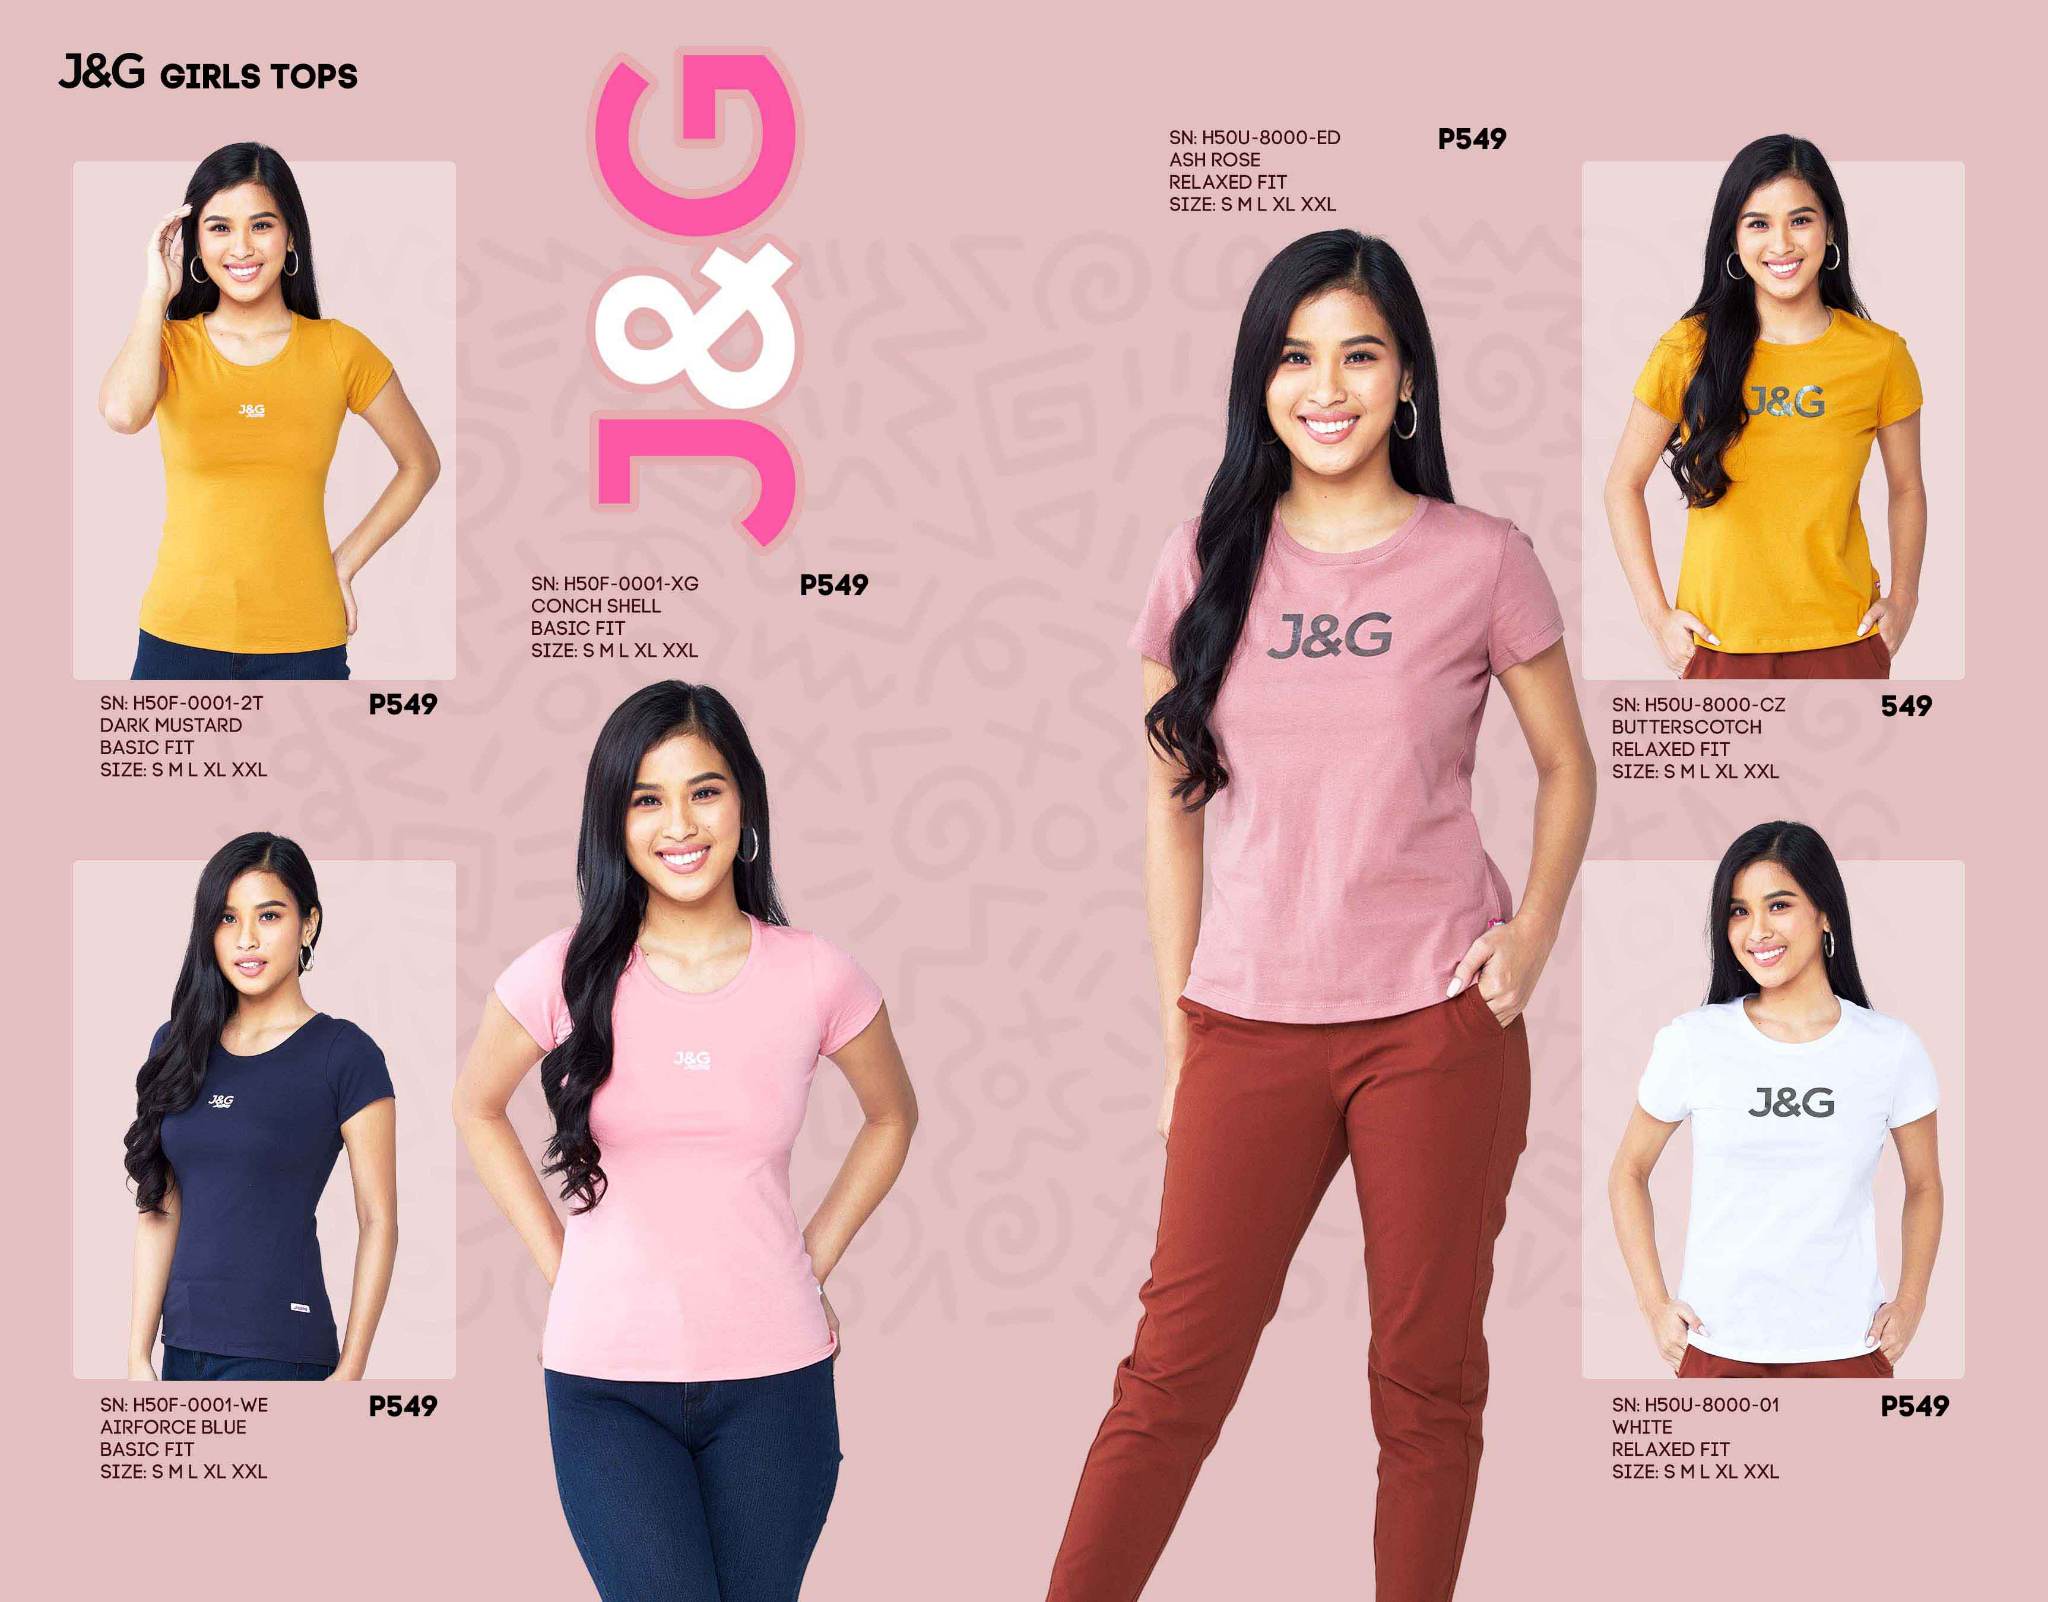 J&G GIRLS TOPS
J&G
J&G
SN: H50F-0001-2T
DARK MUSTARD
BASIC FIT
SIZE: S M L XL XXL
P549
J&G
SN: H50F-0001-WE
AIRFORCE BLUE
BASIC FIT
SIZE: S M L XL XXL
P549
SN: H50F-0001-XG
CONCH SHELL
BASIC FIT
SIZE: S M L XL XXL
P549
J&G
SN: H50U-8000-ED
ASH ROSE
RELAXED FIT
SIZE: S M L XL XXL
P549
J&G
J&G
SN: H50U-8000-CZ
BUTTERSCOTCH
RELAXED FIT
SIZE: S M L XL XXL
549
J&G
SN: H50U-8000-01
WHITE
RELAXED FIT
SIZE: S M L XL XXL
P549